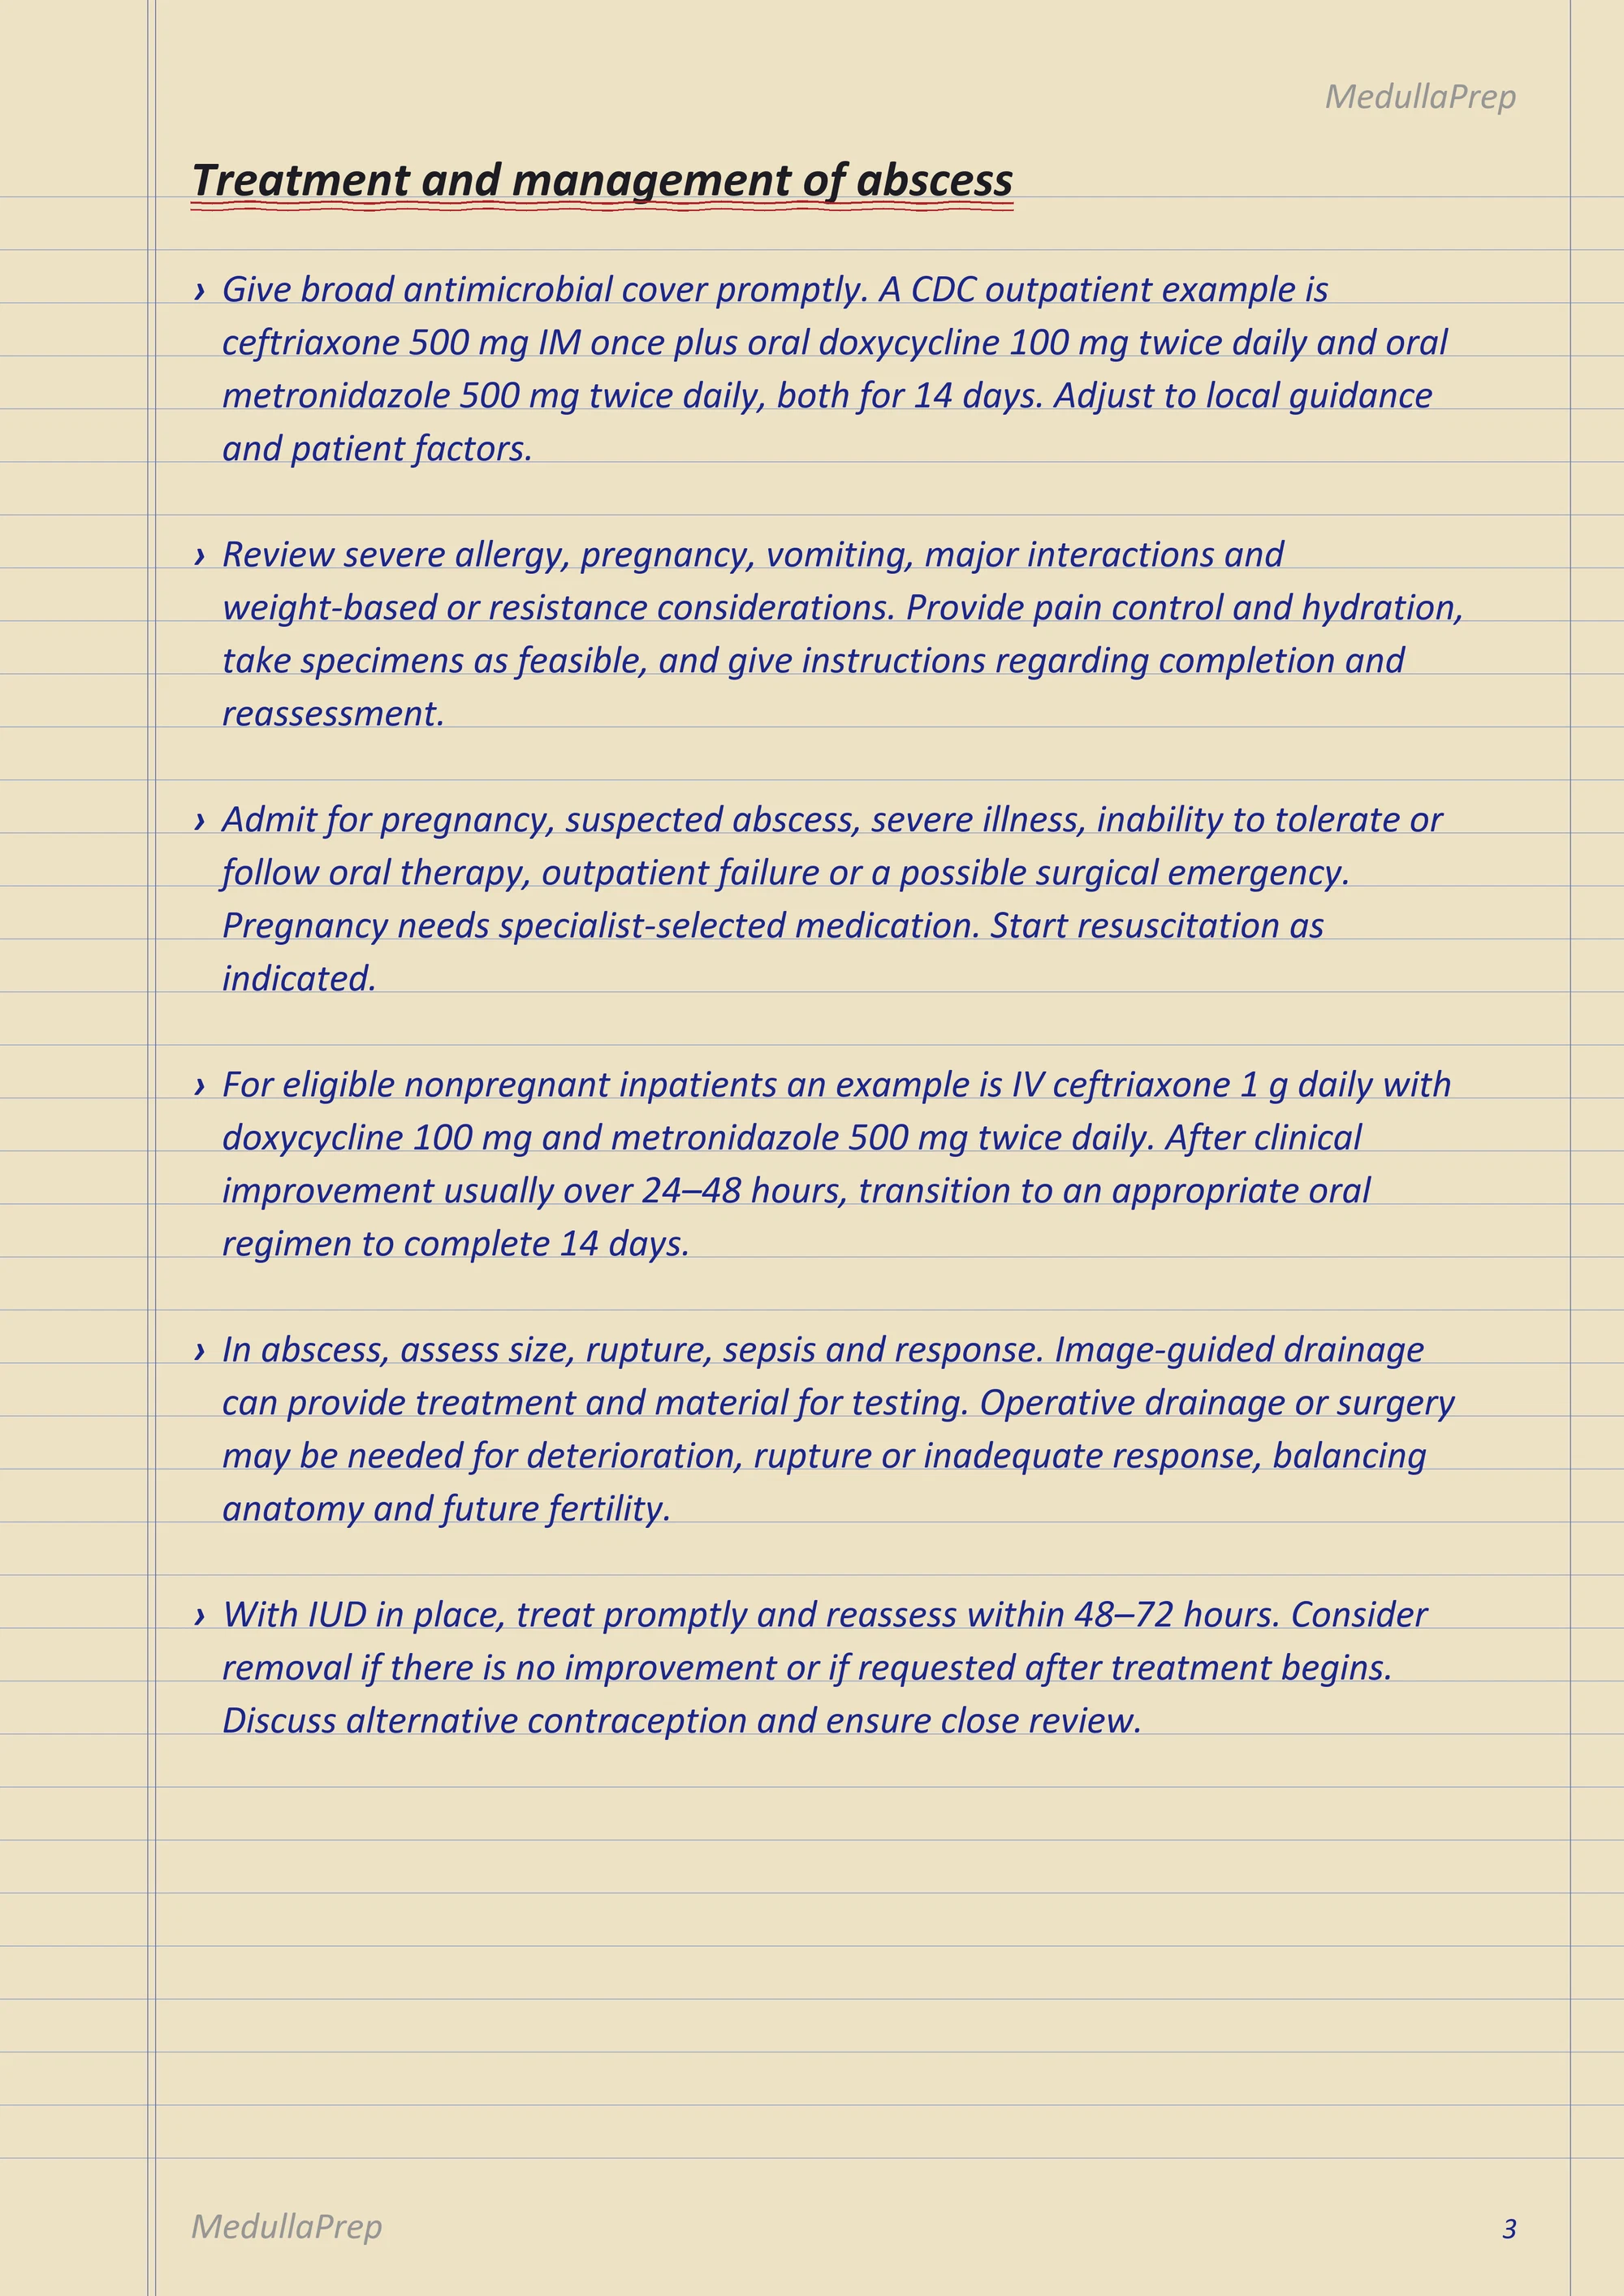 MedullaPrep
Treatment and management of abscess
› Give broad antimicrobial cover promptly. A CDC outpatient example is
ceftriaxone 500 mg IM once plus oral doxycycline 100 mg twice daily and oral
metronidazole 500 mg twice daily, both for 14 days. Adjust to local guidance
and patient factors.
› Review severe allergy, pregnancy, vomiting, major interactions and
weight-based or resistance considerations. Provide pain control and hydration,
take specimens as feasible, and give instructions regarding completion and
reassessment.
› Admit for pregnancy, suspected abscess, severe illness, inability to tolerate or
follow oral therapy, outpatient failure or a possible surgical emergency.
Pregnancy needs specialist-selected medication. Start resuscitation as
indicated.
› For eligible nonpregnant inpatients an example is IV ceftriaxone 1 g daily with
doxycycline 100 mg and metronidazole 500 mg twice daily. After clinical
improvement usually over 24–48 hours, transition to an appropriate oral
regimen to complete 14 days.
› In abscess, assess size, rupture, sepsis and response. Image-guided drainage
can provide treatment and material for testing. Operative drainage or surgery
may be needed for deterioration, rupture or inadequate response, balancing
anatomy and future fertility.
› With IUD in place, treat promptly and reassess within 48–72 hours. Consider
removal if there is no improvement or if requested after treatment begins.
Discuss alternative contraception and ensure close review.
MedullaPrep
3